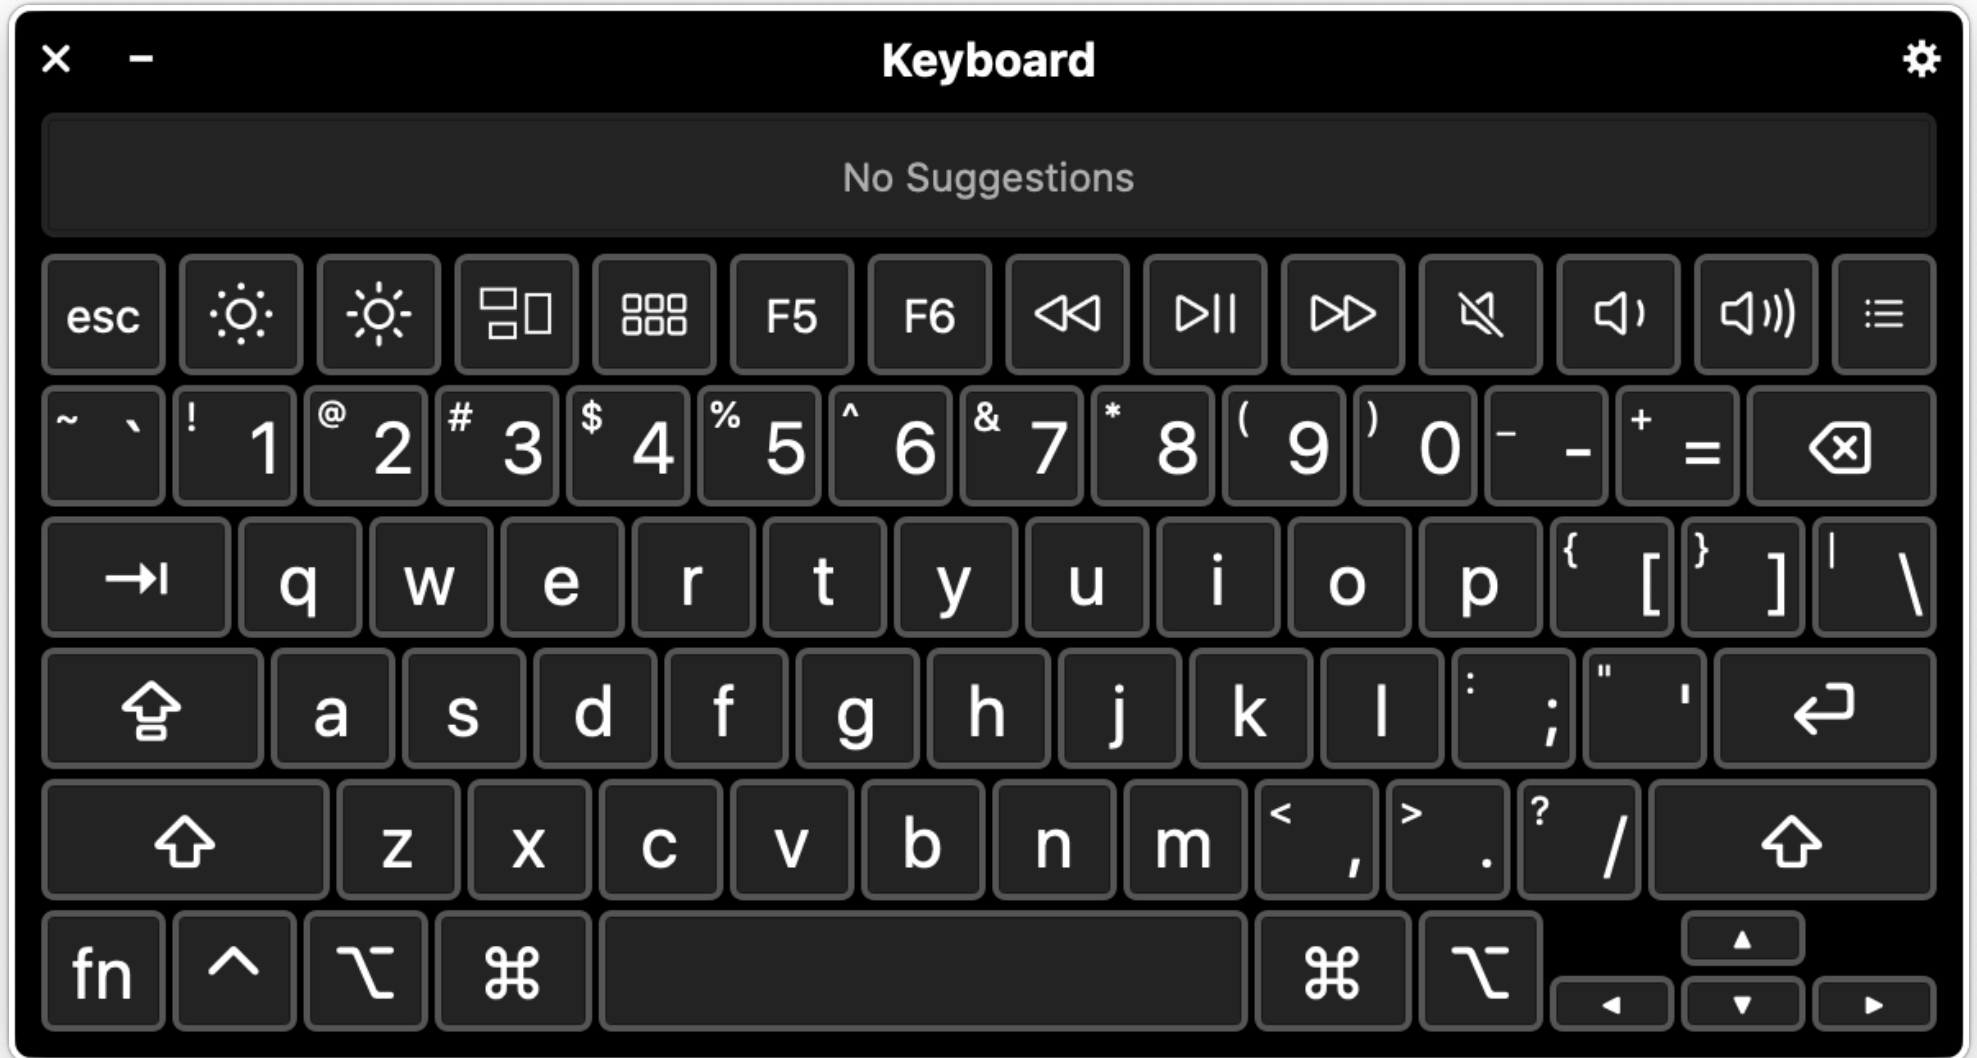 Keyboard
No Suggestions
esc F5 F6
~ ` ! 1 @ 2 # 3 $ 4 % 5 ^ 6 & 7 * 8 ( 9 ) 0 _ - + =
q w e r t y u i o p { [ } ] | \
a s d f g h j k l : ; " '
z x c v b n m < , > . ? /
fn ^ ⌥ ⌘ ⌘ ⌥